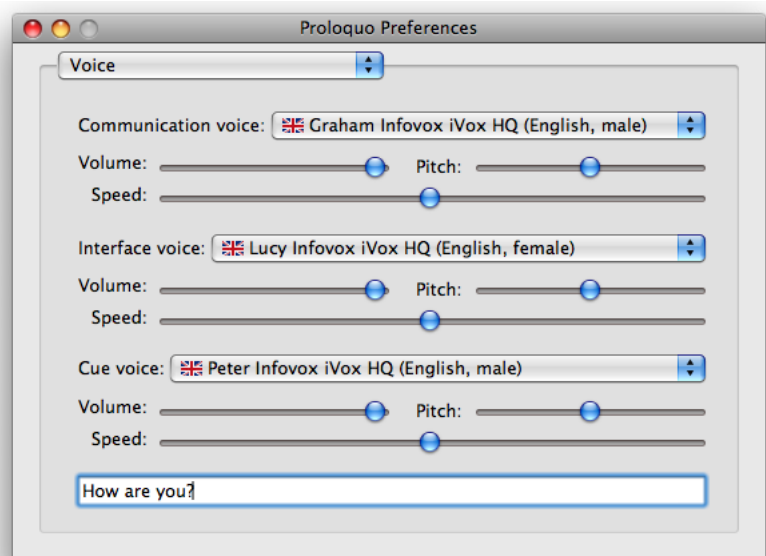 Proloquo Preferences
Voice
Communication voice: Graham Infovox iVox HQ (English, male)
Volume: Pitch:
Speed:
Interface voice: Lucy Infovox iVox HQ (English, female)
Volume: Pitch:
Speed:
Cue voice: Peter Infovox iVox HQ (English, male)
Volume: Pitch:
Speed:
How are you?